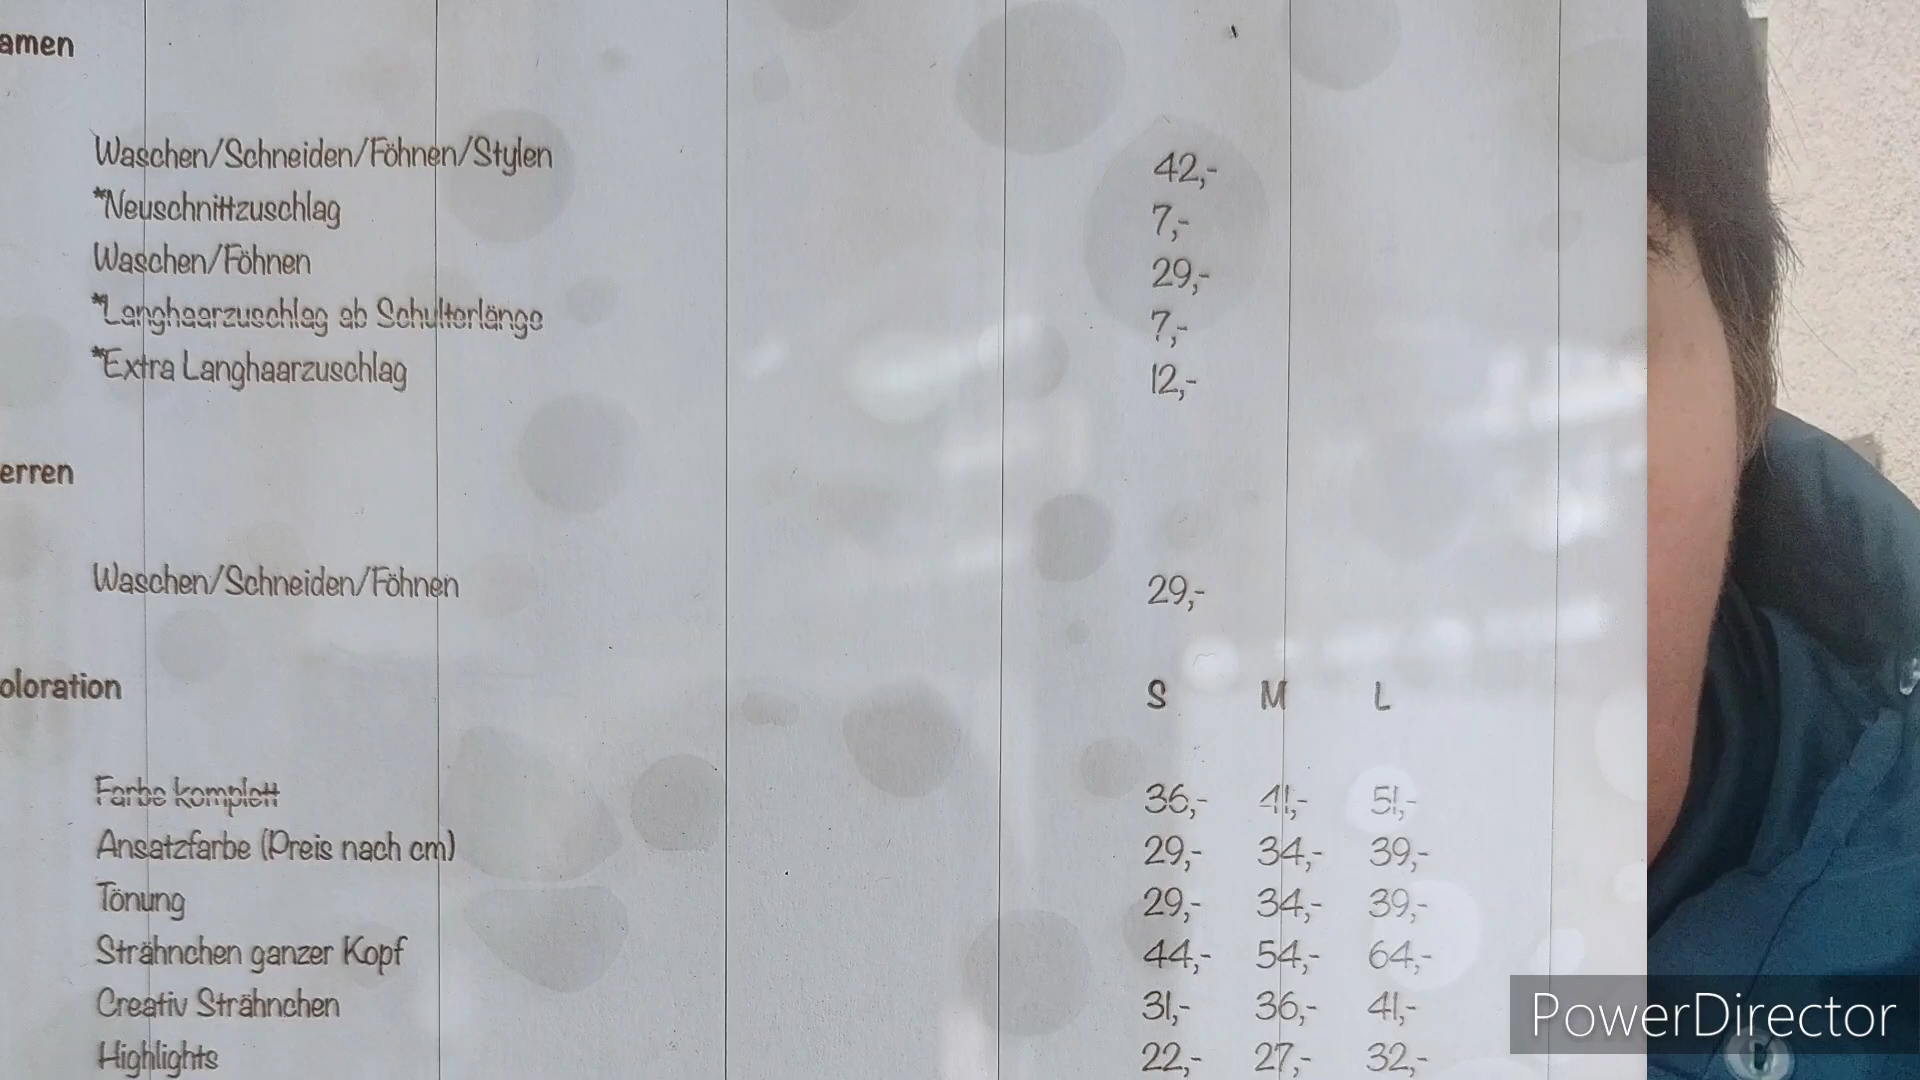 amen
Waschen/Schneiden/Föhnen/Stylen 42,-
*Neuschnittzuschlag 7,-
Waschen/Föhnen 29,-
*Langhaarzuschlag ab Schulterlänge 7,-
*Extra Langhaarzuschlag 12,-
erren
Waschen/Schneiden/Föhnen 29,-
oloration S M L
Farbe komplett 36,- 41,- 51,-
Ansatzfarbe (Preis nach cm) 29,- 34,- 39,-
Tönung 29,- 34,- 39,-
Strähnchen ganzer Kopf 44,- 54,- 64,-
Creativ Strähnchen 31,- 36,- 41,-
Highlights 22,- 27,- 32,-
PowerDirector